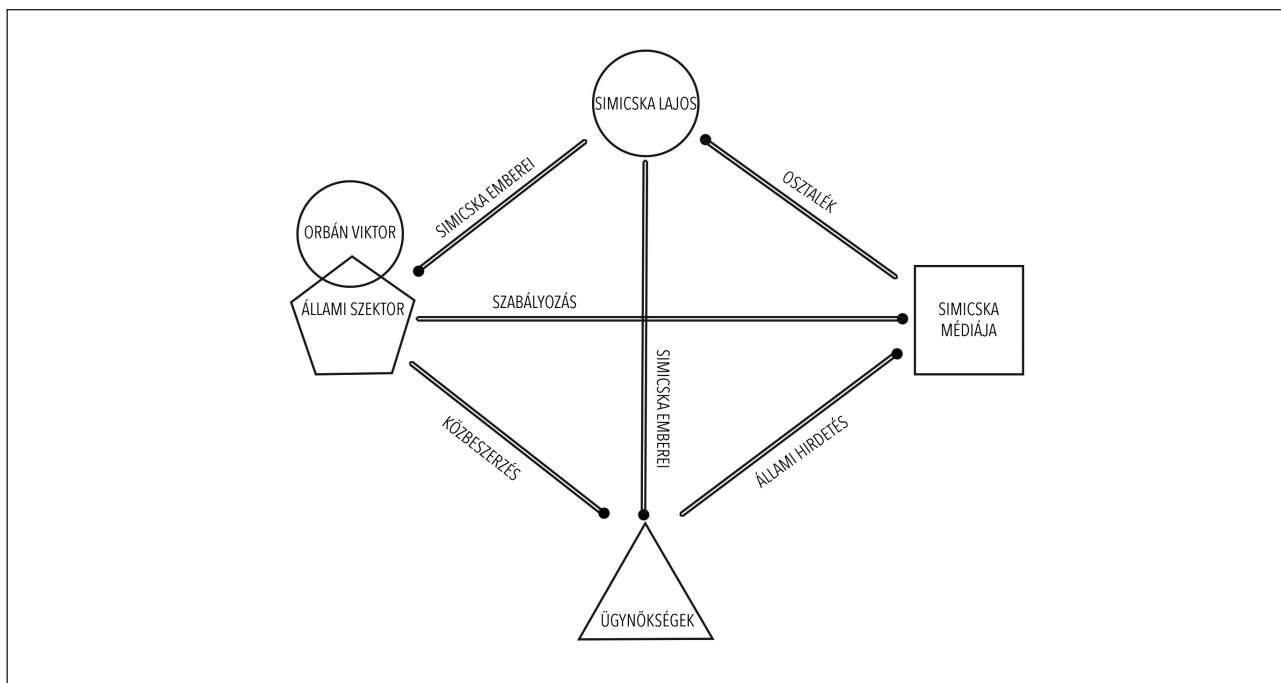 SIMICSKA LAJOS
SIMICSKA EMBEREI
OSZTALÉK
ORBÁN VIKTOR
ÁLLAMI SZEKTOR
SZABÁLYOZÁS
SIMICSKA
MÉDIÁJA
SIMICSKA EMBEREI
KÖZBESZERZÉS
ÁLLAMI HIRDETÉS
ÜGYNÖKSÉGEK